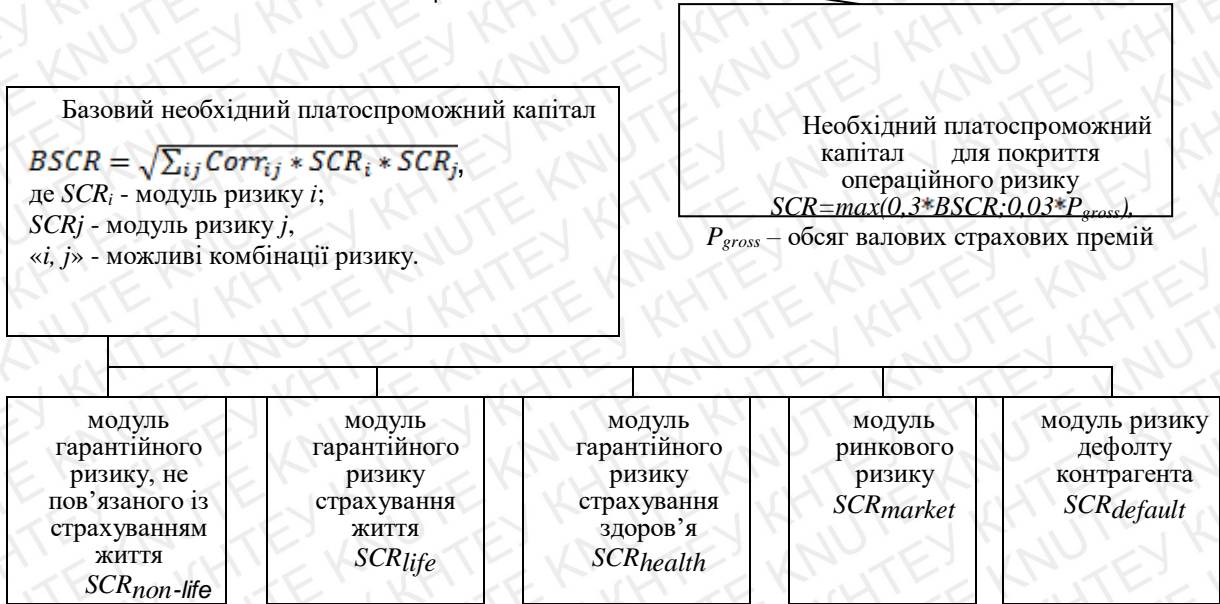 Базовий необхідний платоспроможний капітал
BSCR = √∑ij Corrij * SCRi * SCRj,
де SCRi - модуль ризику i;
SCRj - модуль ризику j,
«i, j» - можливі комбінації ризику.
Необхідний платоспроможний
капітал для покриття
операційного ризику
SCR=max(0,3*BSCR;0,03*Pgross),
Pgross – обсяг валових страхових премій
модуль
гарантійного
ризику, не
пов’язаного із
страхуванням
життя
SCRnon-life
модуль
гарантійного
ризику
страхування
життя
SCRlife
модуль
гарантійного
ризику
страхування
здоров’я
SCRhealth
модуль
ринкового
ризику
SCRmarket
модуль ризику
дефолту
контрагента
SCRdefault